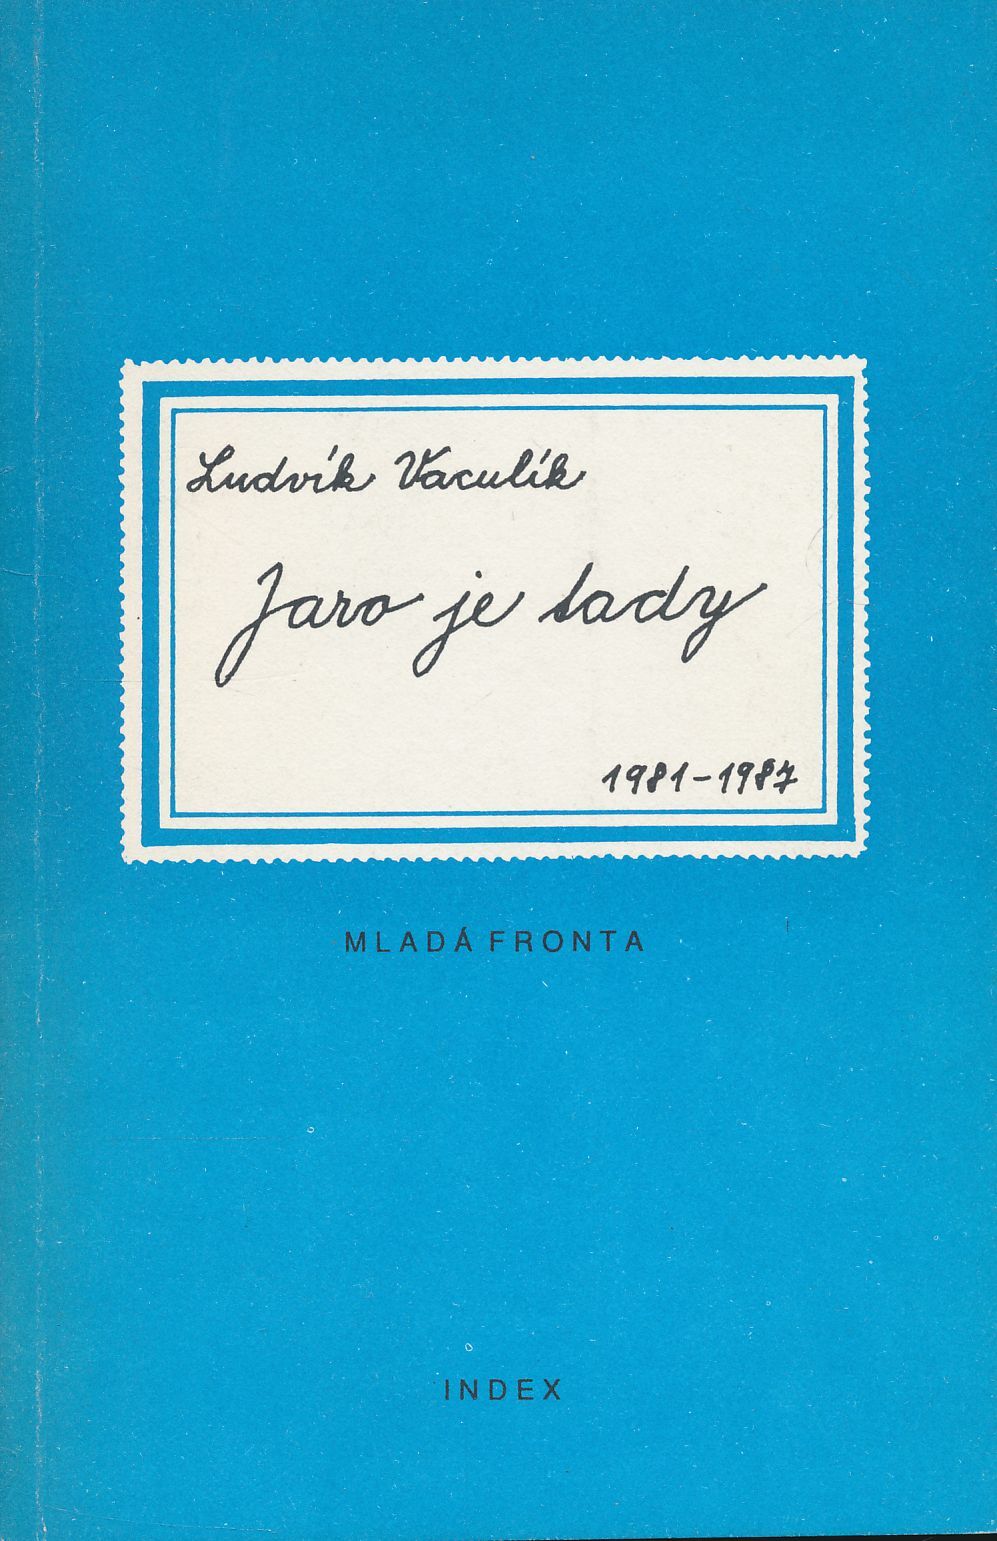 Ludvík Vaculík
Jaro je tady
1981-1987
MLADÁ FRONTA
INDEX